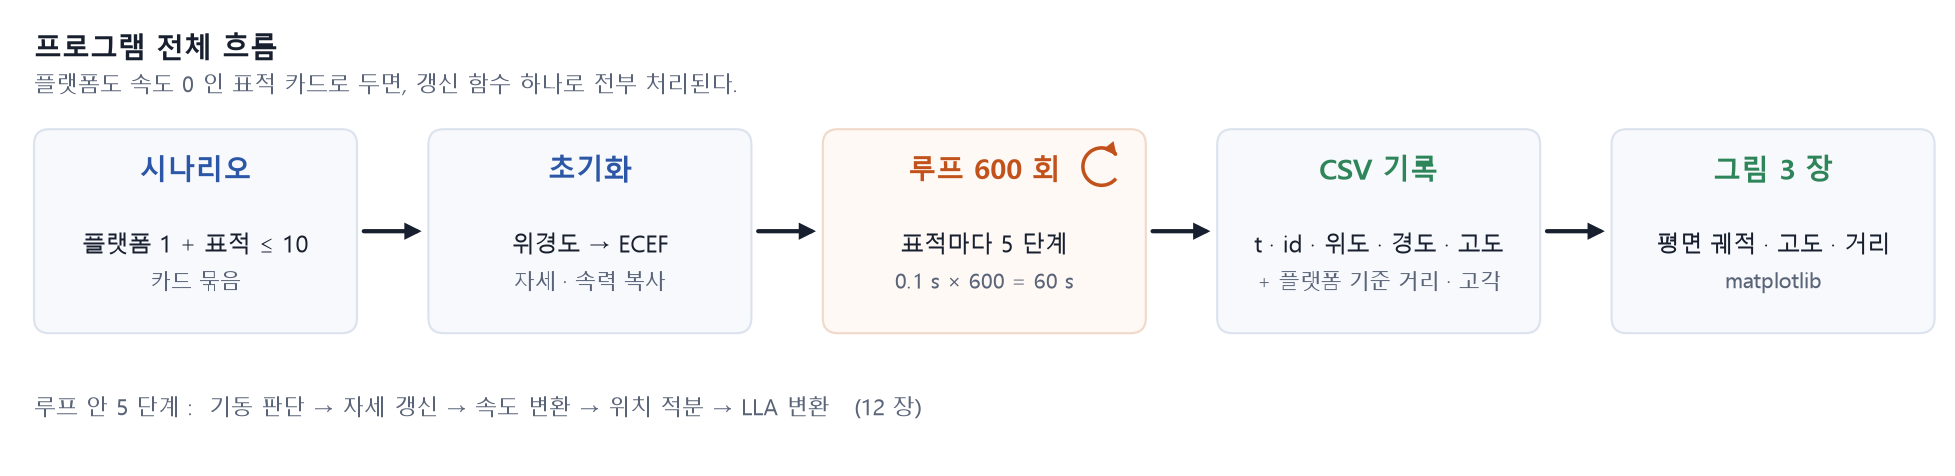 프로그램 전체 흐름
플랫폼도 속도 0 인 표적 카드로 두면, 갱신 함수 하나로 전부 처리된다.
시나리오
플랫폼 1 + 표적 ≤ 10
카드 묶음
초기화
위경도 → ECEF
자세 · 속력 복사
루프 600 회
표적마다 5 단계
0.1 s × 600 = 60 s
CSV 기록
t · id · 위도 · 경도 · 고도
+ 플랫폼 기준 거리 · 고각
그림 3 장
평면 궤적 · 고도 · 거리
matplotlib
루프 안 5 단계 : 기동 판단 → 자세 갱신 → 속도 변환 → 위치 적분 → LLA 변환 (12 장)